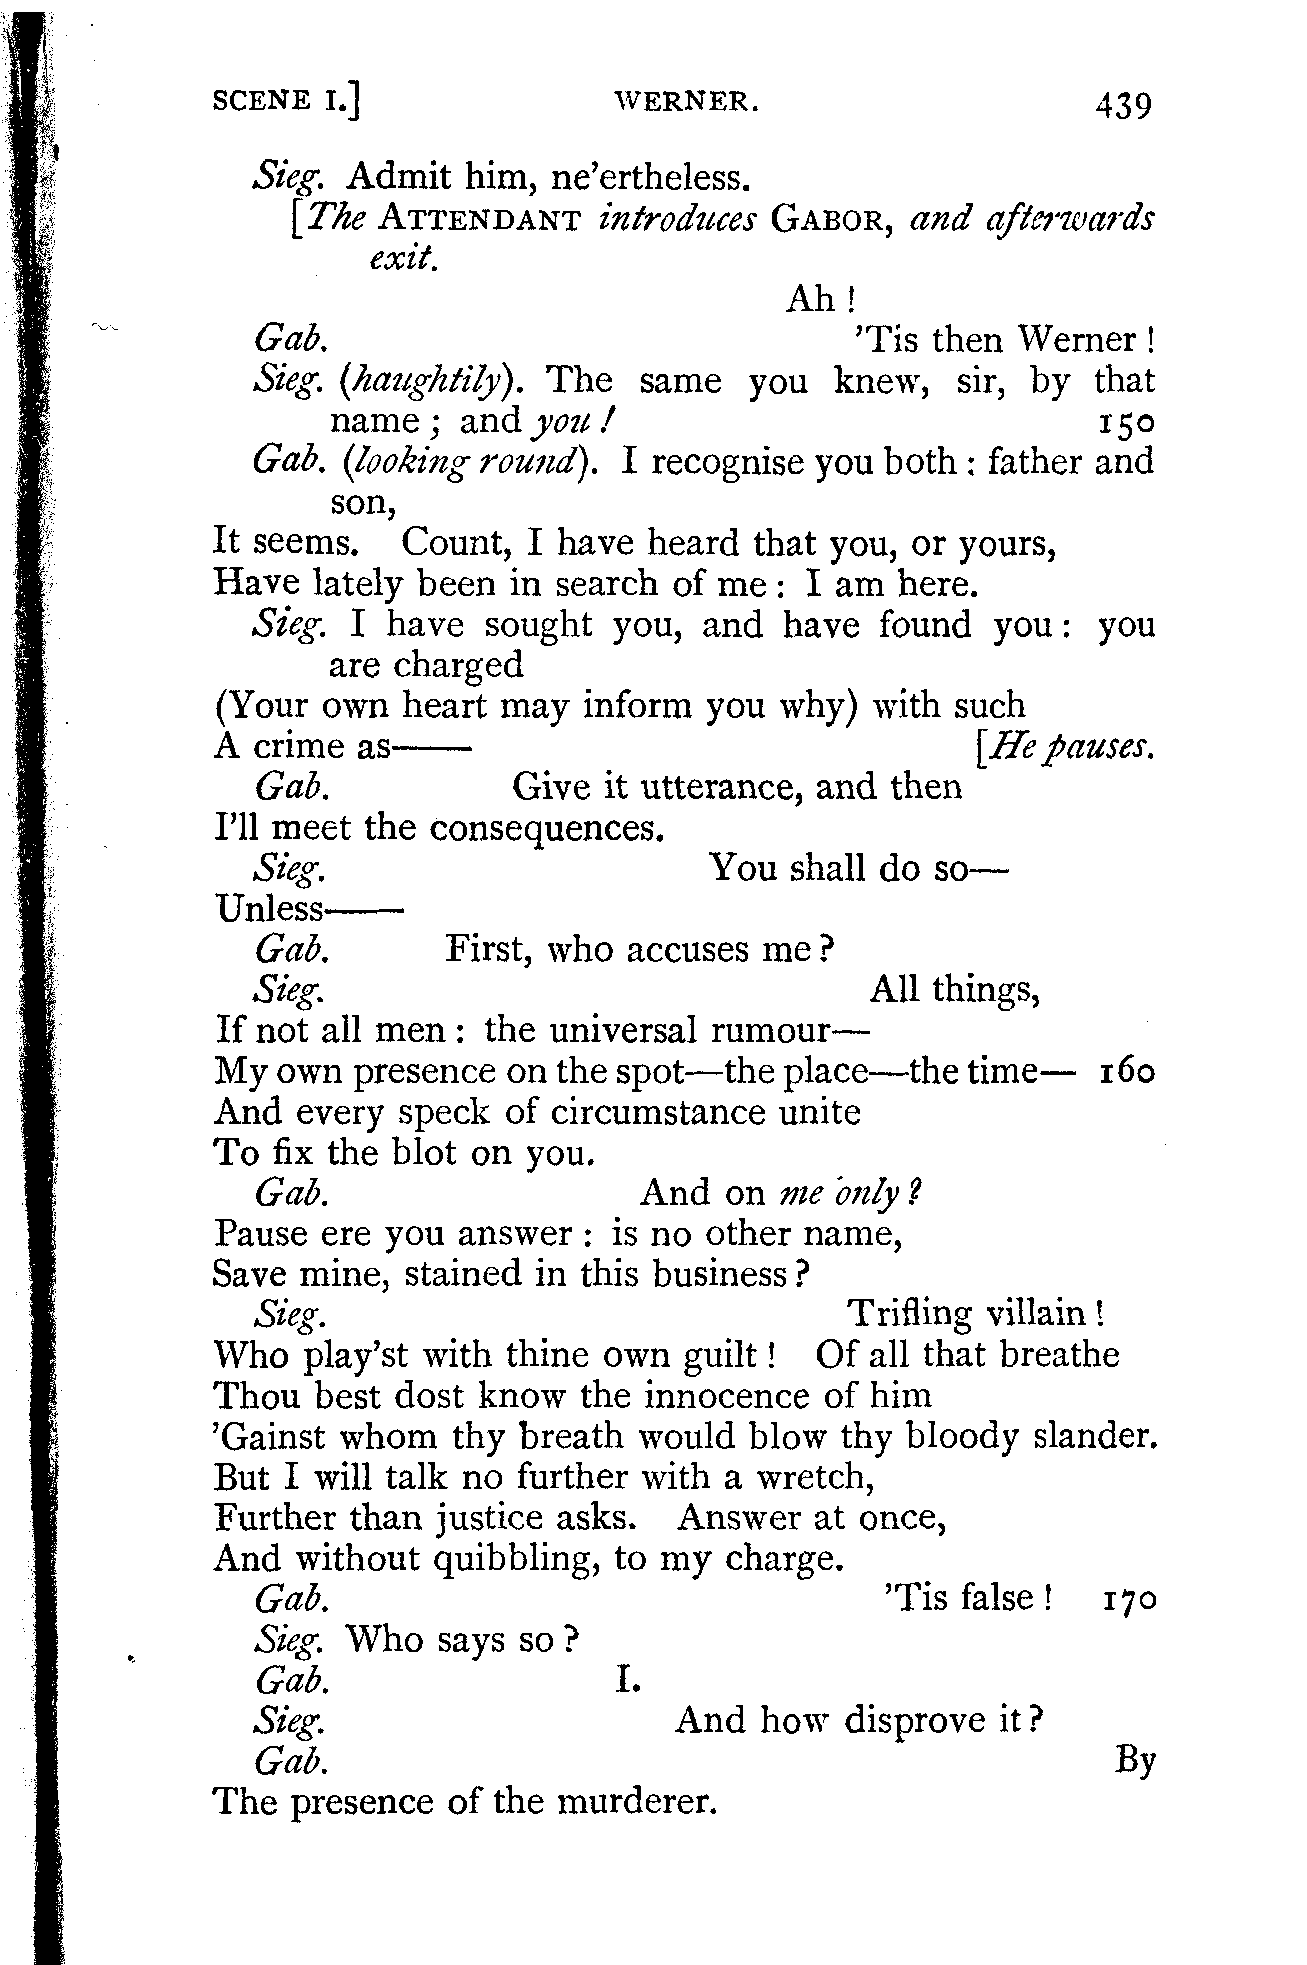 SCENE I.] WERNER. 439
Sieg. Admit him, ne'ertheless.
[The ATTENDANT introduces GABOR, and afterwards
exit.
Ah !
Gab. 'Tis then Werner !
Sieg. (haughtily). The same you knew, sir, by that
name ; and you ! 150
Gab. (looking round). I recognise you both : father and
son,
It seems. Count, I have heard that you, or yours,
Have lately been in search of me : I am here.
Sieg. I have sought you, and have found you : you
are charged
(Your own heart may inform you why) with such
A crime as—— [He pauses.
Gab. Give it utterance, and then
I'll meet the consequences.
Sieg. You shall do so—
Unless——
Gab. First, who accuses me ?
Sieg. All things,
If not all men : the universal rumour—
My own presence on the spot—the place—the time— 160
And every speck of circumstance unite
To fix the blot on you.
Gab. And on me only ?
Pause ere you answer : is no other name,
Save mine, stained in this business ?
Sieg. Trifling villain !
Who play'st with thine own guilt ! Of all that breathe
Thou best dost know the innocence of him
'Gainst whom thy breath would blow thy bloody slander.
But I will talk no further with a wretch,
Further than justice asks. Answer at once,
And without quibbling, to my charge.
Gab. 'Tis false ! 170
Sieg. Who says so ?
Gab. I.
Sieg. And how disprove it ?
Gab. By
The presence of the murderer.